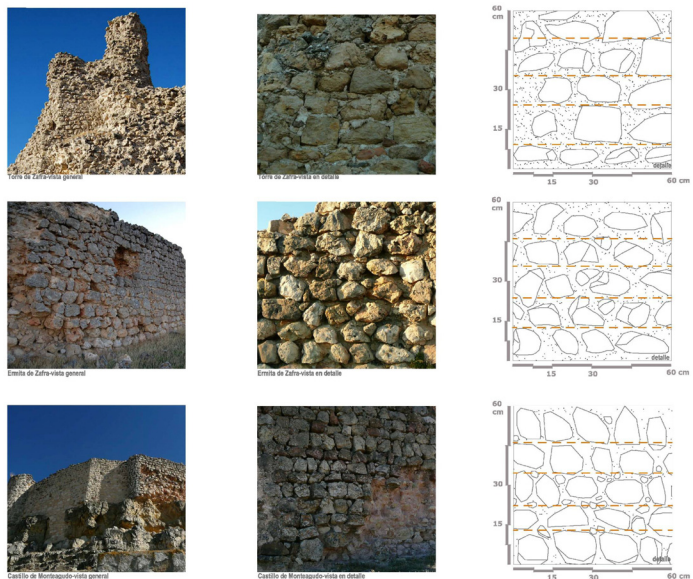 60
cm
30
15
detalle
15 30 60 cm
Torre de Zafra-vista general
Torre de Zafra-vista en detalle
60
cm
30
15
detalle
15 30 60 cm
Ermita de Zafra-vista general
Ermita de Zafra-vista en detalle
60
cm
30
15
detalle
15 30 60 cm
Castillo de Monteagudo-vista general
Castillo de Monteagudo-vista en detalle